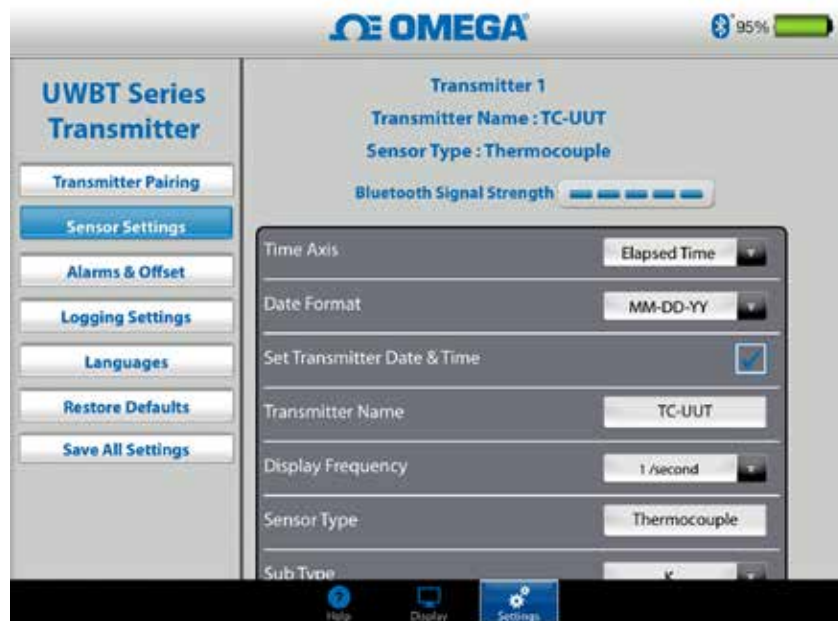 OMEGA
95%
UWBT Series
Transmitter
Transmitter Pairing
Sensor Settings
Alarms & Offset
Logging Settings
Languages
Restore Defaults
Save All Settings
Transmitter 1
Transmitter Name : TC-UUT
Sensor Type : Thermocouple
Bluetooth Signal Strength
Time Axis Elapsed Time
Date Format MM-DD-YY
Set Transmitter Date & Time
Transmitter Name TC-UUT
Display Frequency 1 /second
Sensor Type Thermocouple
Sub Type K
Help Display Settings